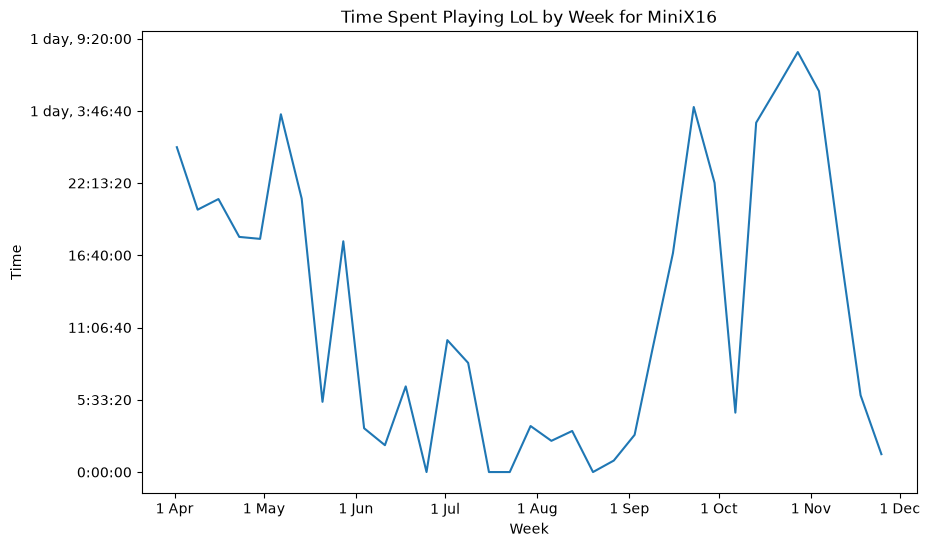 Time Spent Playing LoL by Week for MiniX16
1 day, 9:20:00
1 day, 3:46:40
22:13:20
16:40:00
11:06:40
5:33:20
0:00:00
Time
1 Apr 1 May 1 Jun 1 Jul 1 Aug 1 Sep 1 Oct 1 Nov 1 Dec
Week